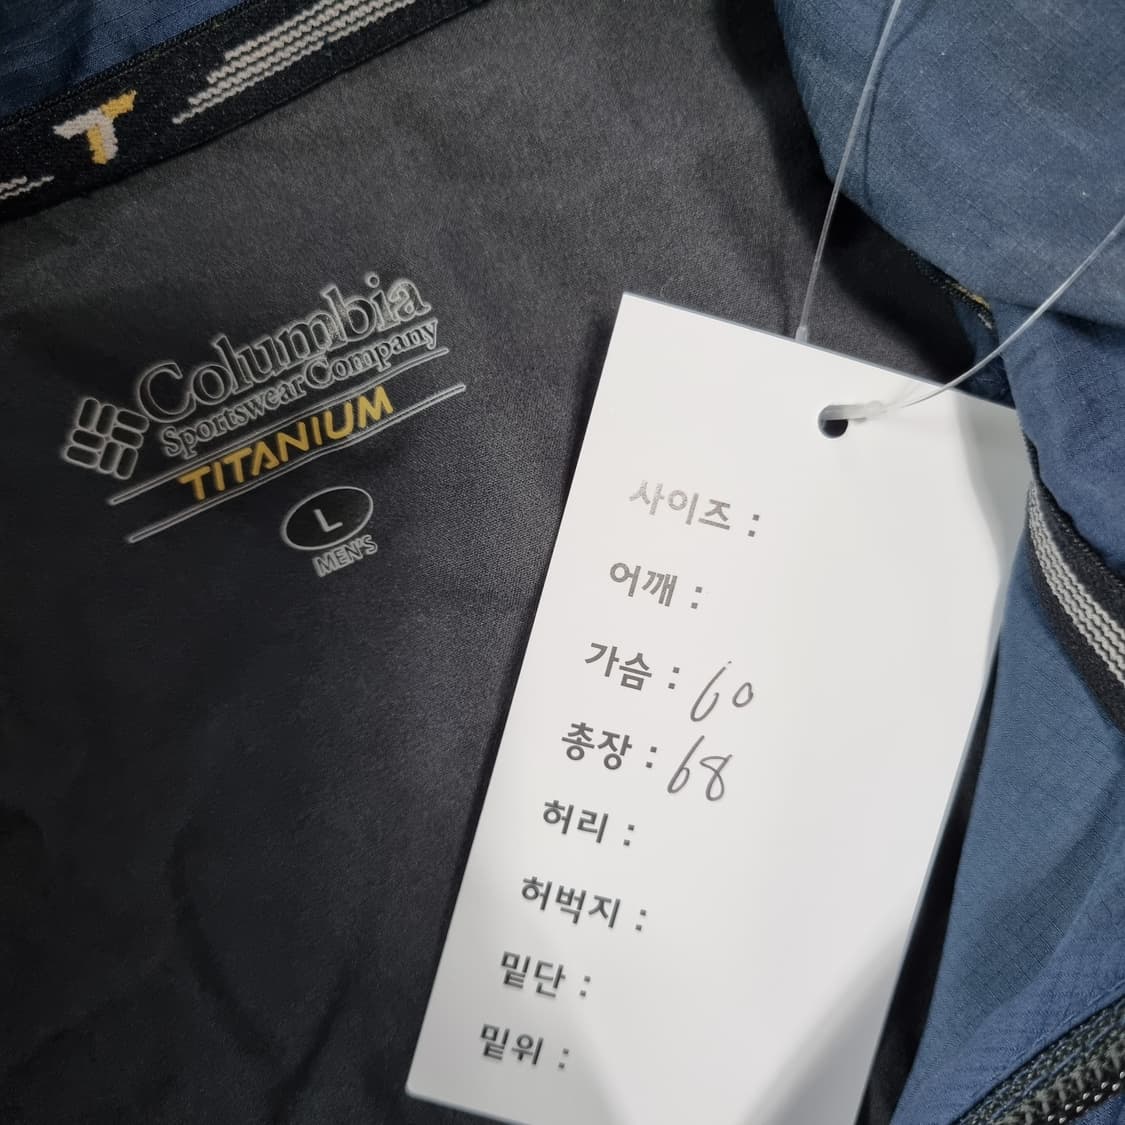 Columbia
Sportswear Company
TITANIUM
L
MEN'S
사이즈 :
어깨 :
가슴 : 60
총장 : 68
허리 :
허벅지 :
밑단 :
밑위 :